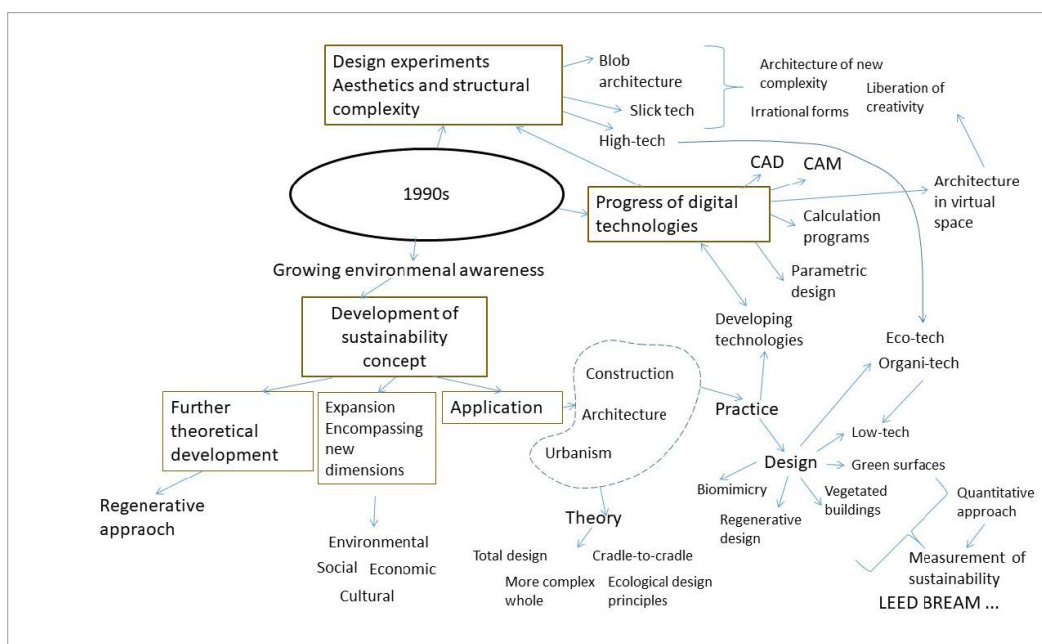 Design experiments
Aesthetics and structural
complexity
Blob
architecture
Slick tech
High-tech
Architecture of new
complexity
Irrational forms
Liberation of
creativity
1990s
Progress of digital
technologies
CAD
CAM
Calculation
programs
Parametric
design
Architecture
in virtual
space
Growing environmenal awareness
Development of
sustainability
concept
Developing
technologies
Eco-tech
Organi-tech
Further
theoretical
development
Expansion
Encompassing
new
dimensions
Application
Construction
Architecture
Urbanism
Practice
Low-tech
Design
Green surfaces
Biomimicry
Regenerative
design
Vegetated
buildings
Quantitative
approach
Measurement of
sustainability
LEED BREAM ...
Regenerative
appraoch
Environmental
Social
Economic
Cultural
Theory
Total design
Cradle-to-cradle
More complex
whole
Ecological design
principles